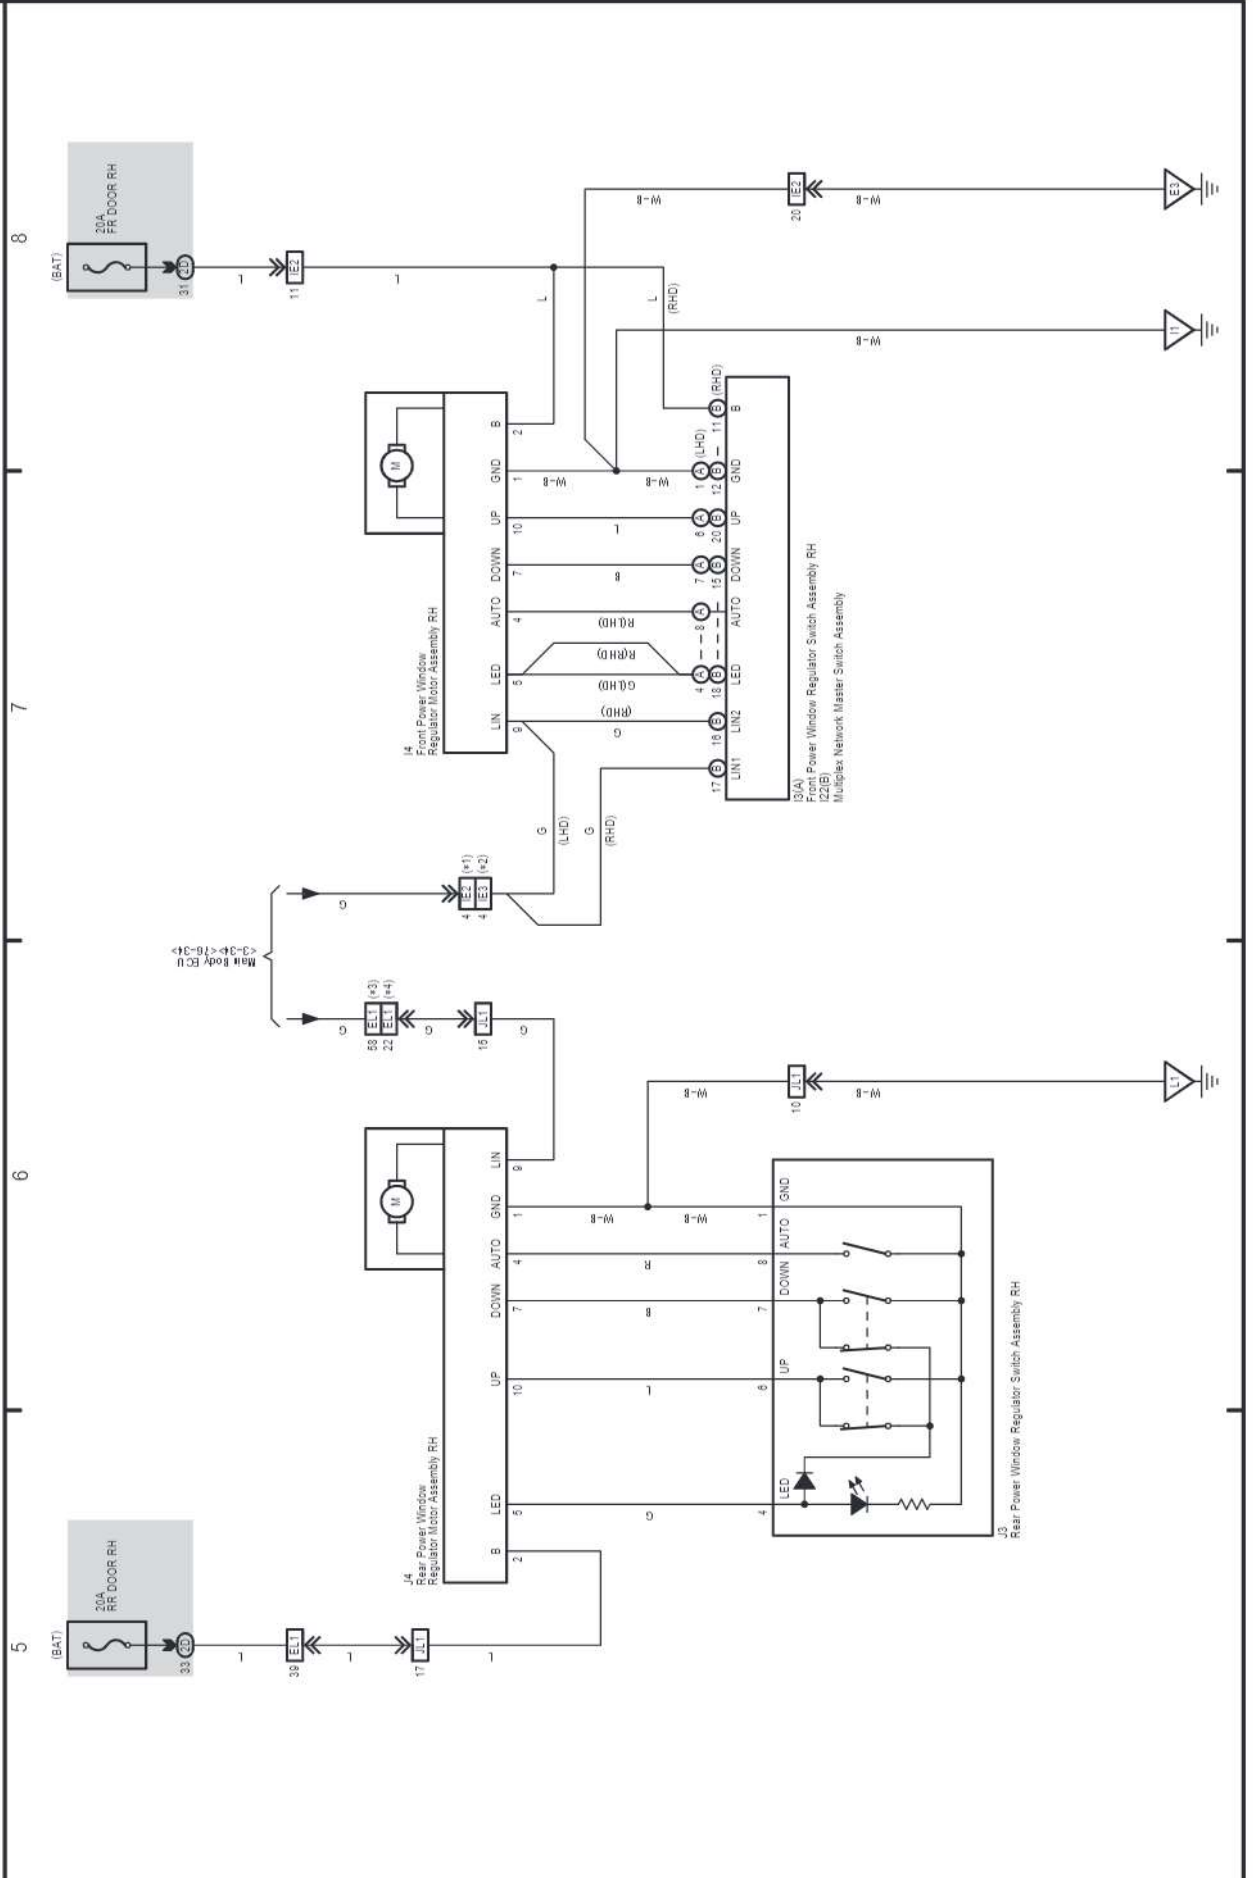 5
6
7
8
(BAT)
20A
RR DOOR RH
33
2D
L
39
EL1
L
17
JL1
L
J4
Rear Power Window
Regulator Motor Assembly RH
M
B
LED
UP
DOWN
AUTO
GND
LIN
2
5
10
7
4
1
9
G
L
B
R
W-B
W-B
4
6
7
8
1
LED
UP
DOWN
AUTO
GND
J3
Rear Power Window Regulator Switch Assembly RH
W-B
10
JL1
W-B
L1
Main Body ECU
<3-34><76-34>
G
58
EL1
(*3)
22
EL1
(*4)
G
15
JL1
G
G
4
IE2
(*1)
4
IE3
(*2)
G
(LHD)
G
(RHD)
I4
Front Power Window
Regulator Motor Assembly RH
M
LIN
LED
AUTO
DOWN
UP
GND
B
9
5
4
7
10
1
2
G
(RHD)
G(LHD)
R(RHD)
R(LHD)
B
L
W-B
W-B
17
B
16
B
4
A
18
B
8
A
7
A
15
B
6
A
20
B
1
A
(LHD)
12
B
11
B
(RHD)
LIN1
LIN2
LED
AUTO
DOWN
UP
GND
B
I3(A)
Front Power Window Regulator Switch Assembly RH
I22(B)
Multiplex Network Master Switch Assembly
(BAT)
20A
FR DOOR RH
31
2D
L
11
IE2
L
L
L
(RHD)
W-B
20
IE2
W-B
E3
W-B
I1